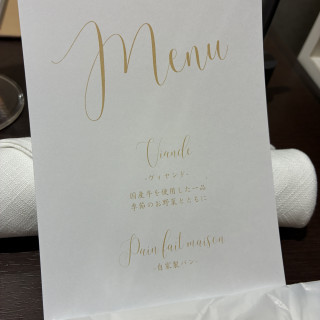 Menu
Viande
-ヴィヤンド-
国産牛を使用した一品
季節のお野菜とともに
Pain fait maison
-自家製パン-